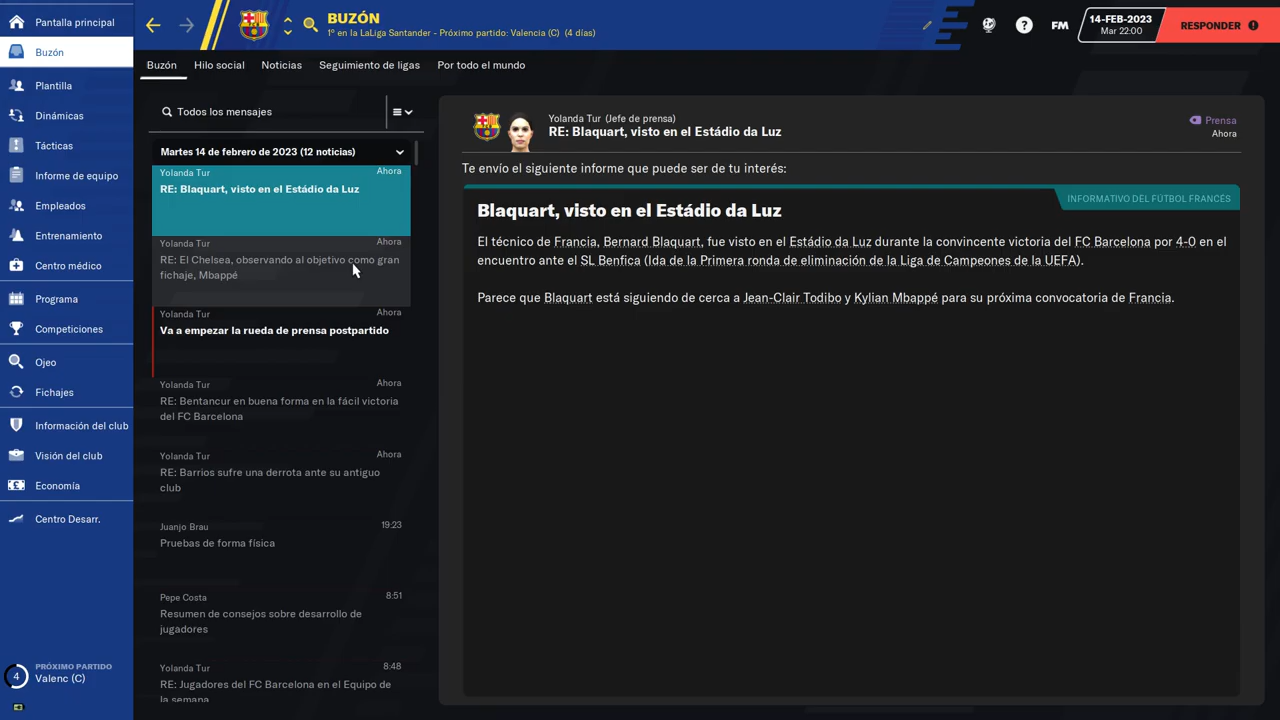 Pantalla principal
Buzón
Plantilla
Dinámicas
Tácticas
Informe de equipo
Empleados
Entrenamiento
Centro médico
Programa
Competiciones
Ojeo
Fichajes
Información del club
Visión del club
Economía
Centro Desarr.
4
PRÓXIMO PARTIDO
Valenc (C)
BUZÓN
1º en la LaLiga Santander - Próximo partido: Valencia (C) (4 días)
FM
14-FEB-2023
Mar 22:00
RESPONDER
Buzón
Hilo social
Noticias
Seguimiento de ligas
Por todo el mundo
Todos los mensajes
Martes 14 de febrero de 2023 (12 noticias)
Yolanda Tur
Ahora
RE: Blaquart, visto en el Estádio da Luz
Yolanda Tur
Ahora
RE: El Chelsea, observando al objetivo como gran
fichaje, Mbappé
Yolanda Tur
Ahora
Va a empezar la rueda de prensa postpartido
Yolanda Tur
Ahora
RE: Bentancur en buena forma en la fácil victoria
del FC Barcelona
Yolanda Tur
Ahora
RE: Barrios sufre una derrota ante su antiguo
club
Juanjo Brau
19:23
Pruebas de forma física
Pepe Costa
8:51
Resumen de consejos sobre desarrollo de
jugadores
Yolanda Tur
8:48
RE: Jugadores del FC Barcelona en el Equipo de
la semana
Yolanda Tur (Jefe de prensa)
RE: Blaquart, visto en el Estádio da Luz
Prensa
Ahora
Te envío el siguiente informe que puede ser de tu interés:
INFORMATIVO DEL FÚTBOL FRANCÉS
Blaquart, visto en el Estádio da Luz
El técnico de Francia, Bernard Blaquart, fue visto en el Estádio da Luz durante la convincente victoria del FC Barcelona por 4-0 en el
encuentro ante el SL Benfica (Ida de la Primera ronda de eliminación de la Liga de Campeones de la UEFA).
Parece que Blaquart está siguiendo de cerca a Jean-Clair Todibo y Kylian Mbappé para su próxima convocatoria de Francia.